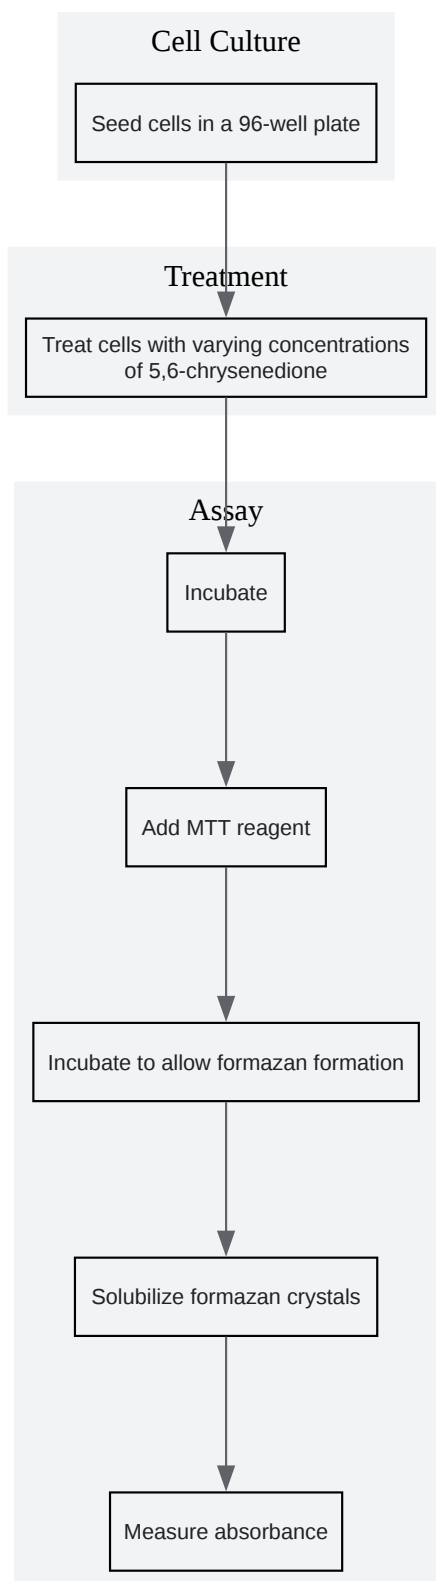 Cell Culture
Seed cells in a 96-well plate
Treatment
Treat cells with varying concentrations
of 5,6-chrysenedione
Assay
Incubate
Add MTT reagent
Incubate to allow formazan formation
Solubilize formazan crystals
Measure absorbance